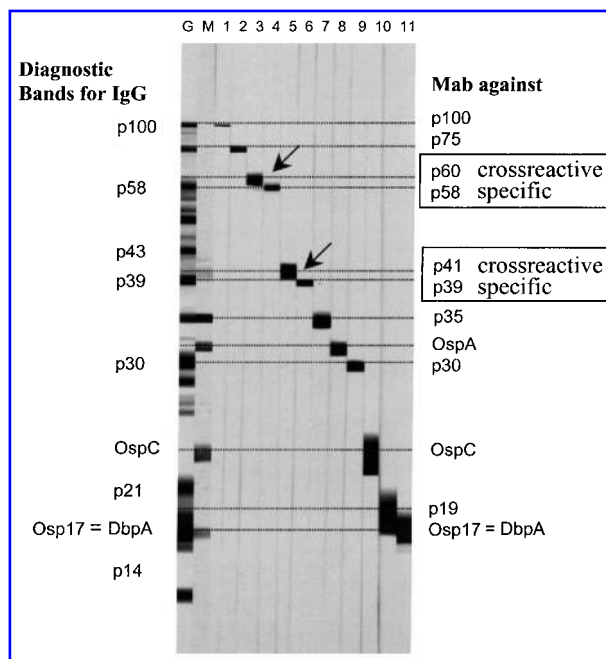 G M 1 2 3 4 5 6 7 8 9 10 11
Diagnostic
Bands for IgG
p100
p58
p43
p39
p30
OspC
p21
Osp17 = DbpA
p14
Mab against
p100
p75
p60 crossreactive
p58 specific
p41 crossreactive
p39 specific
p35
OspA
p30
OspC
p19
Osp17 = DbpA